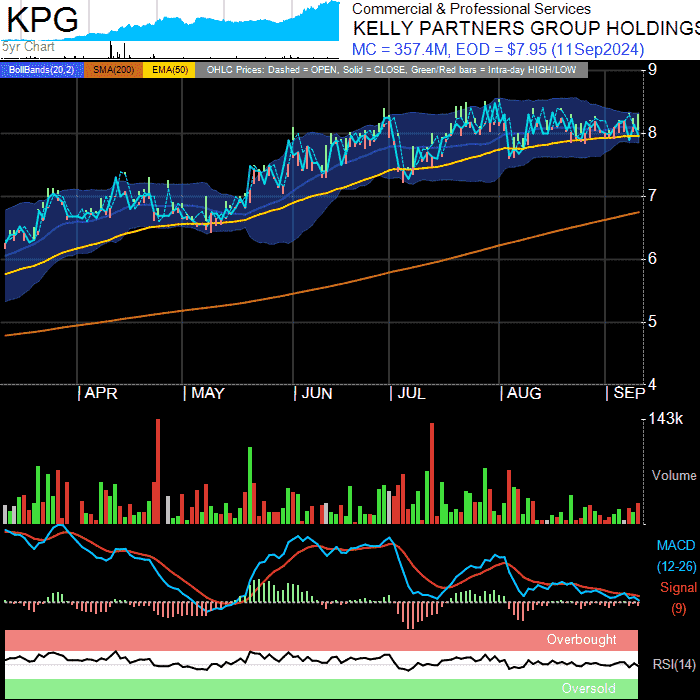 KPG
Commercial & Professional Services
KELLY PARTNERS GROUP HOLDINGS
MC = 357.4M, EOD = $7.95 (11Sep2024)
5yr Chart
BollBands(20,2) SMA(200) EMA(50) OHLC Prices: Dashed = OPEN, Solid = CLOSE, Green/Red bars = Intra-day HIGH/LOW
9
8
7
6
5
4
APR MAY JUN JUL AUG SEP
143k
Volume
MACD
(12-26)
Signal
(9)
Overbought
RSI(14)
Oversold